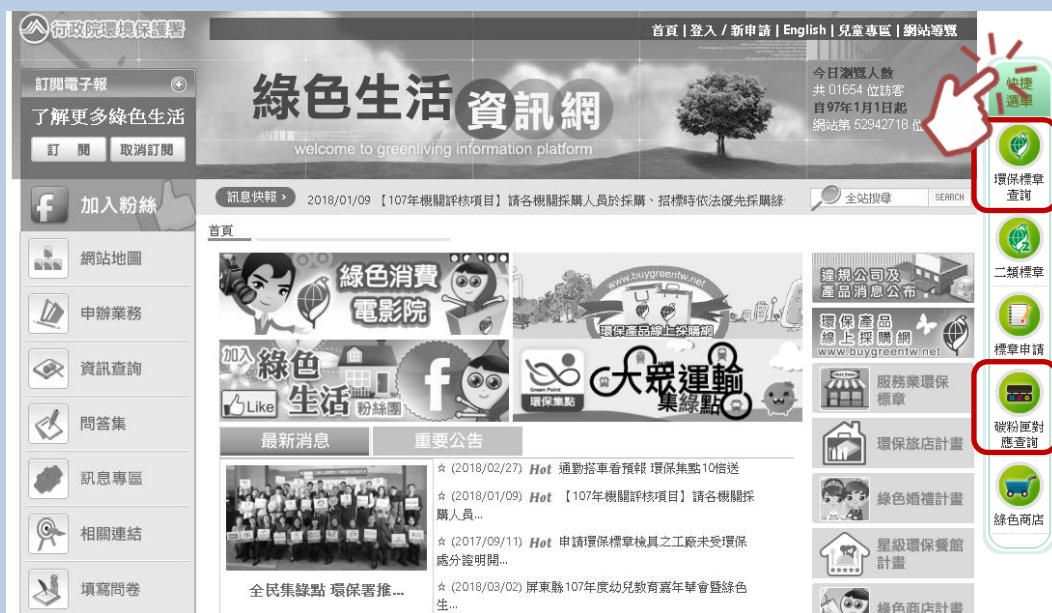 行政院環境保護署
首頁 | 登入 / 新申請 | English | 兒童專區 | 網站導覽
訂閱電子報
了解更多綠色生活
訂 閱
取消訂閱
綠色生活資訊網
welcome to greenliving information platform
今日瀏覽人數
共 01654 位訪客
自97年1月1日起
網站第 52942718 位
快捷
選單
環保標章
查詢
二類標章
標章申請
碳粉匣對
應查詢
綠色商店
加入粉絲
網站地圖
申辦業務
資訊查詢
問答集
訊息專區
相關連結
填寫問卷
訊息快報
2018/01/09 【107年機關評核項目】請各機關採購人員於採購、招標時依法優先採購綠
全站搜尋
SEARCH
首頁
綠色消費
電影院
www.buygreentw.net
環保產品線上採購網
加入綠色
生活粉絲團
Like
Green Point
環保集點
大眾運輸
集綠點
違規公司及
產品消息公布
環保產品
線上採購網
www.buygreentw.net
服務業環保
標章
環保旅店計畫
綠色婚禮計畫
星級環保餐館
計畫
綠色商店計畫
最新消息
重要公告
☆ (2018/02/27) Hot 通勤搭車看預報 環保集點10倍送
☆ (2018/01/09) Hot 【107年機關評核項目】請各機關採
購人員...
☆ (2017/09/11) Hot 申請環保標章檢具之工廠未受環保
處分證明開...
☆ (2018/03/02) 屏東縣107年度幼兒教育嘉年華會暨綠色
生...
全民集綠點 環保署推...